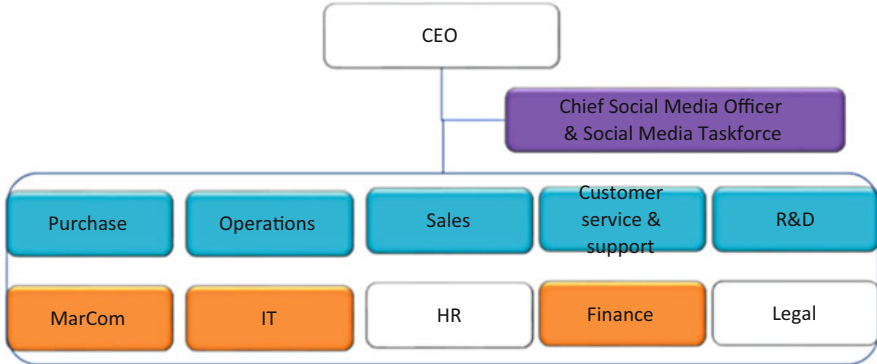 CEO
Chief Social Media Officer
& Social Media Taskforce
Purchase
Operations
Sales
Customer
service &
support
R&D
MarCom
IT
HR
Finance
Legal